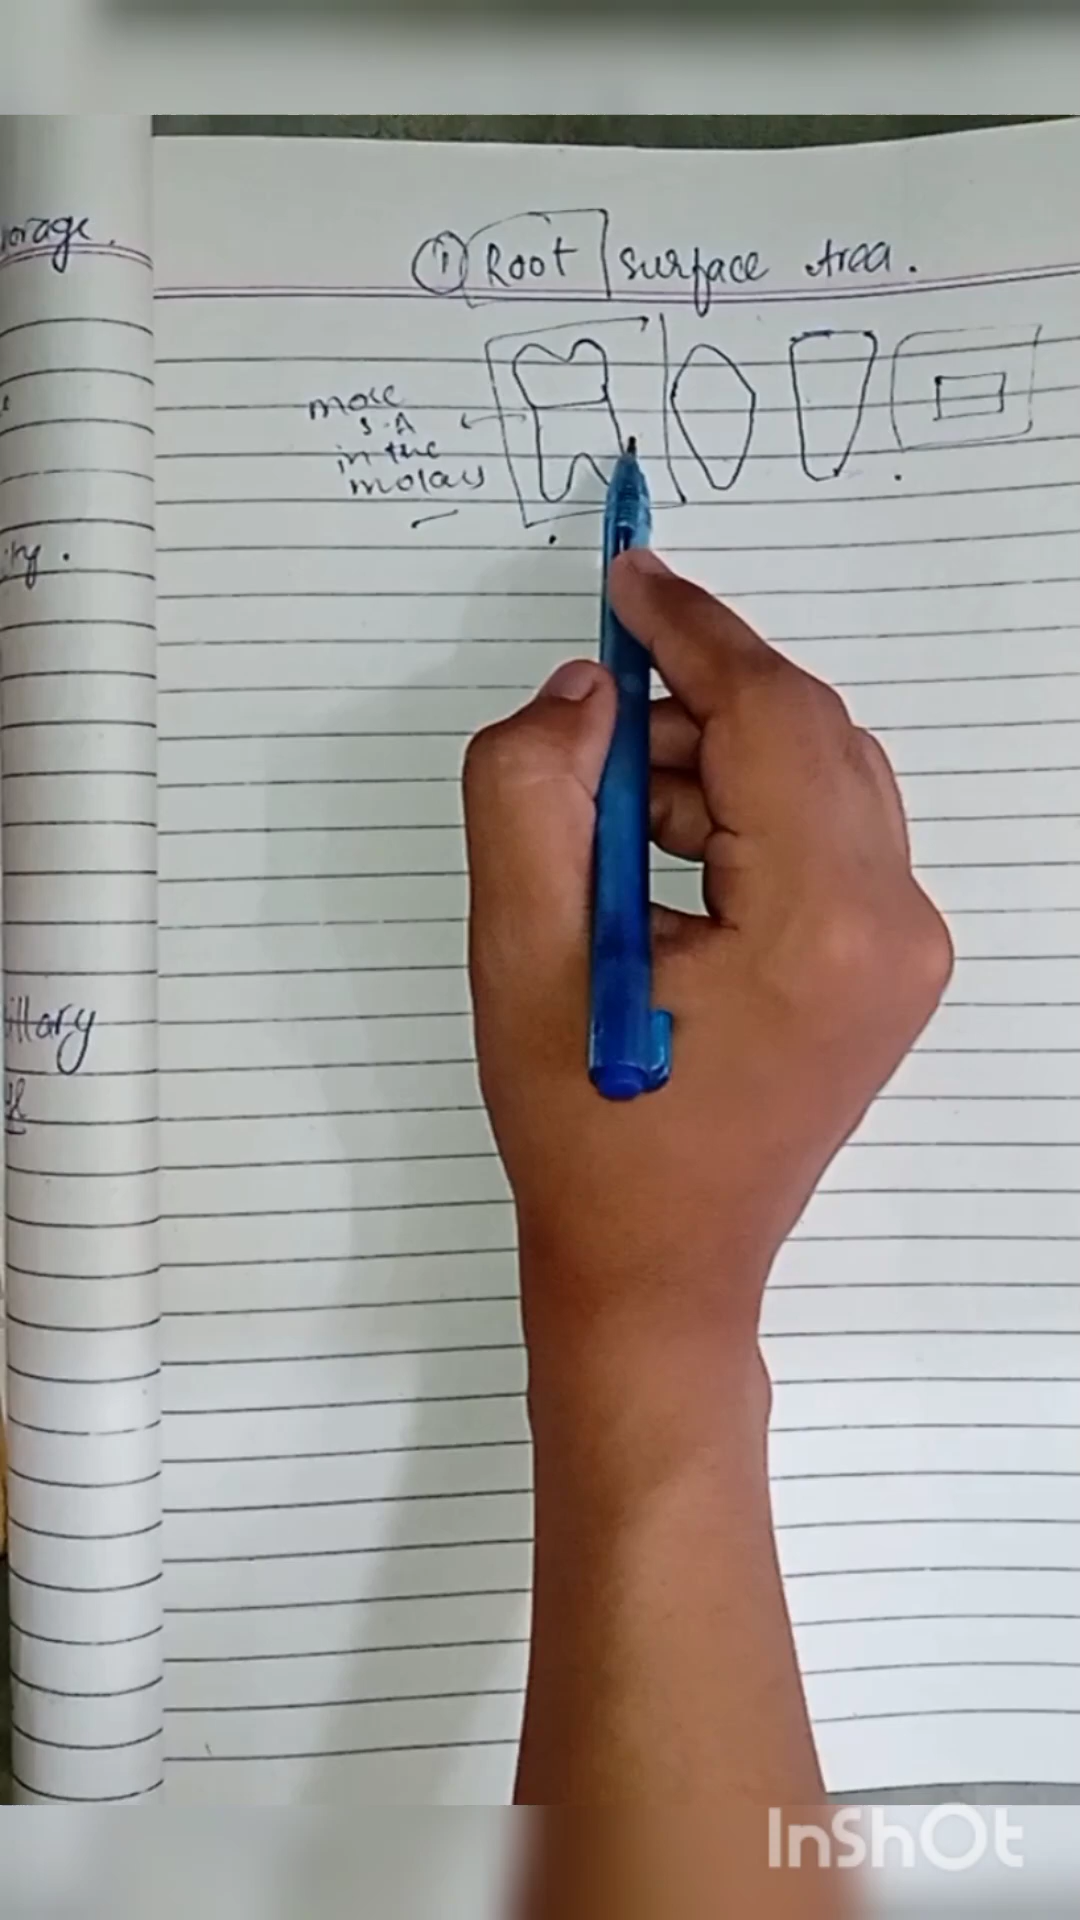 ① Root surface Area.
more
S.A
in the
molars
InShOt